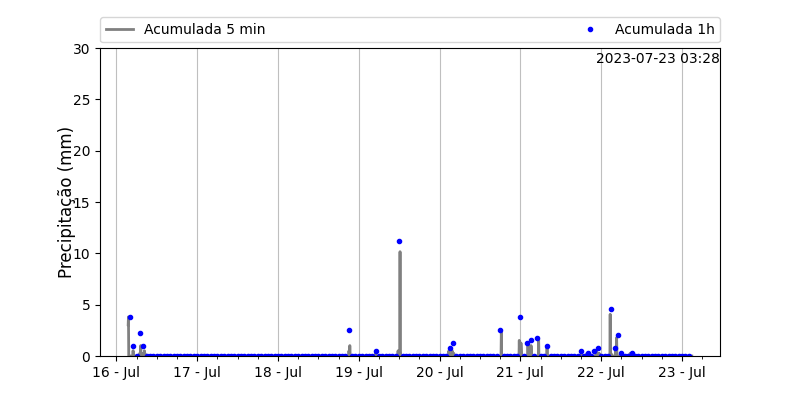 Acumulada 5 min
Acumulada 1h
2023-07-23 03:28
Precipitação (mm)
30
25
20
15
10
5
0
16 - Jul
17 - Jul
18 - Jul
19 - Jul
20 - Jul
21 - Jul
22 - Jul
23 - Jul